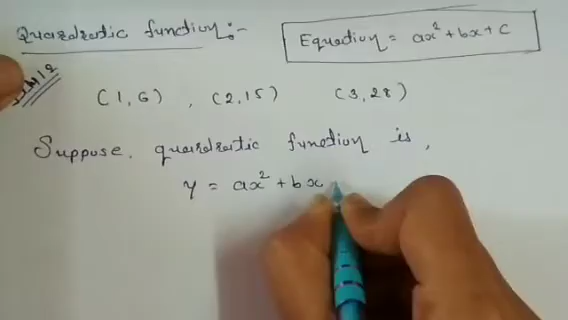 Quadratic function:-
Equation = ax² + bx + c
(1,6) , (2,15) (3,28)
Suppose, quadratic function is,
y = ax² + bx